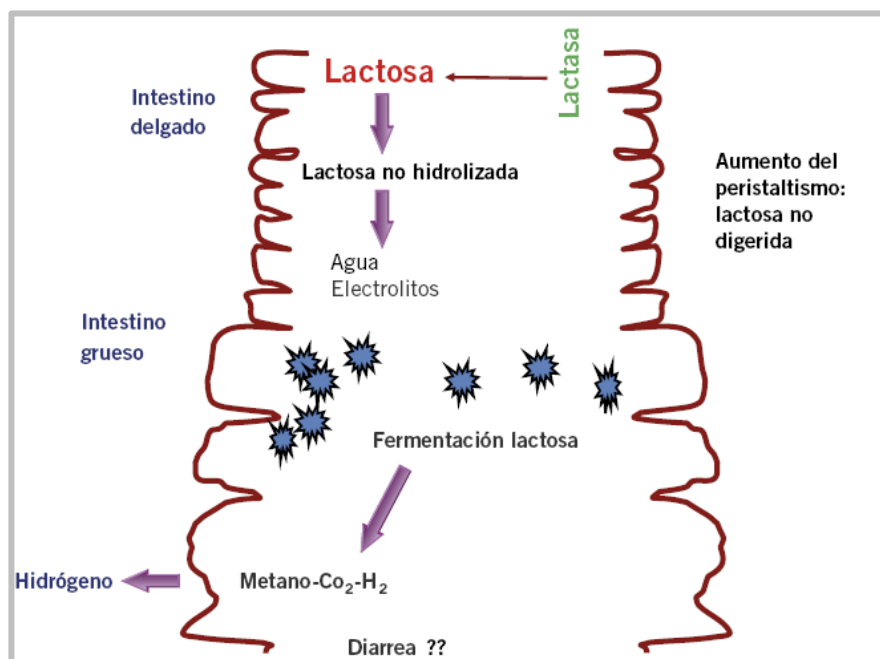 Lactosa
Lactasa
Intestino
delgado
Lactosa no hidrolizada
Aumento del
peristaltismo:
lactosa no
digerida
Agua
Electrolitos
Intestino
grueso
Fermentación lactosa
Hidrógeno
Metano-Co₂-H₂
Diarrea ??